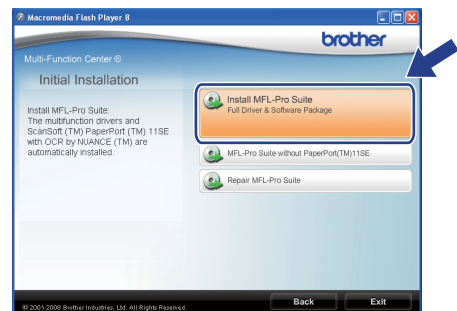 Macromedia Flash Player 8
brother
Multi-Function Center ®
Initial Installation
Install MFL-Pro Suite:
The multifunction drivers and
ScanSoft (TM) PaperPort (TM) 11SE
with OCR by NUANCE (TM) are
automatically installed.
Install MFL-Pro Suite
Full Driver & Software Package
MFL-Pro Suite without PaperPort(TM)11SE
Repair MFL-Pro Suite
© 2001-2008 Brother Industries, Ltd. All Rights Reserved.
Back
Exit